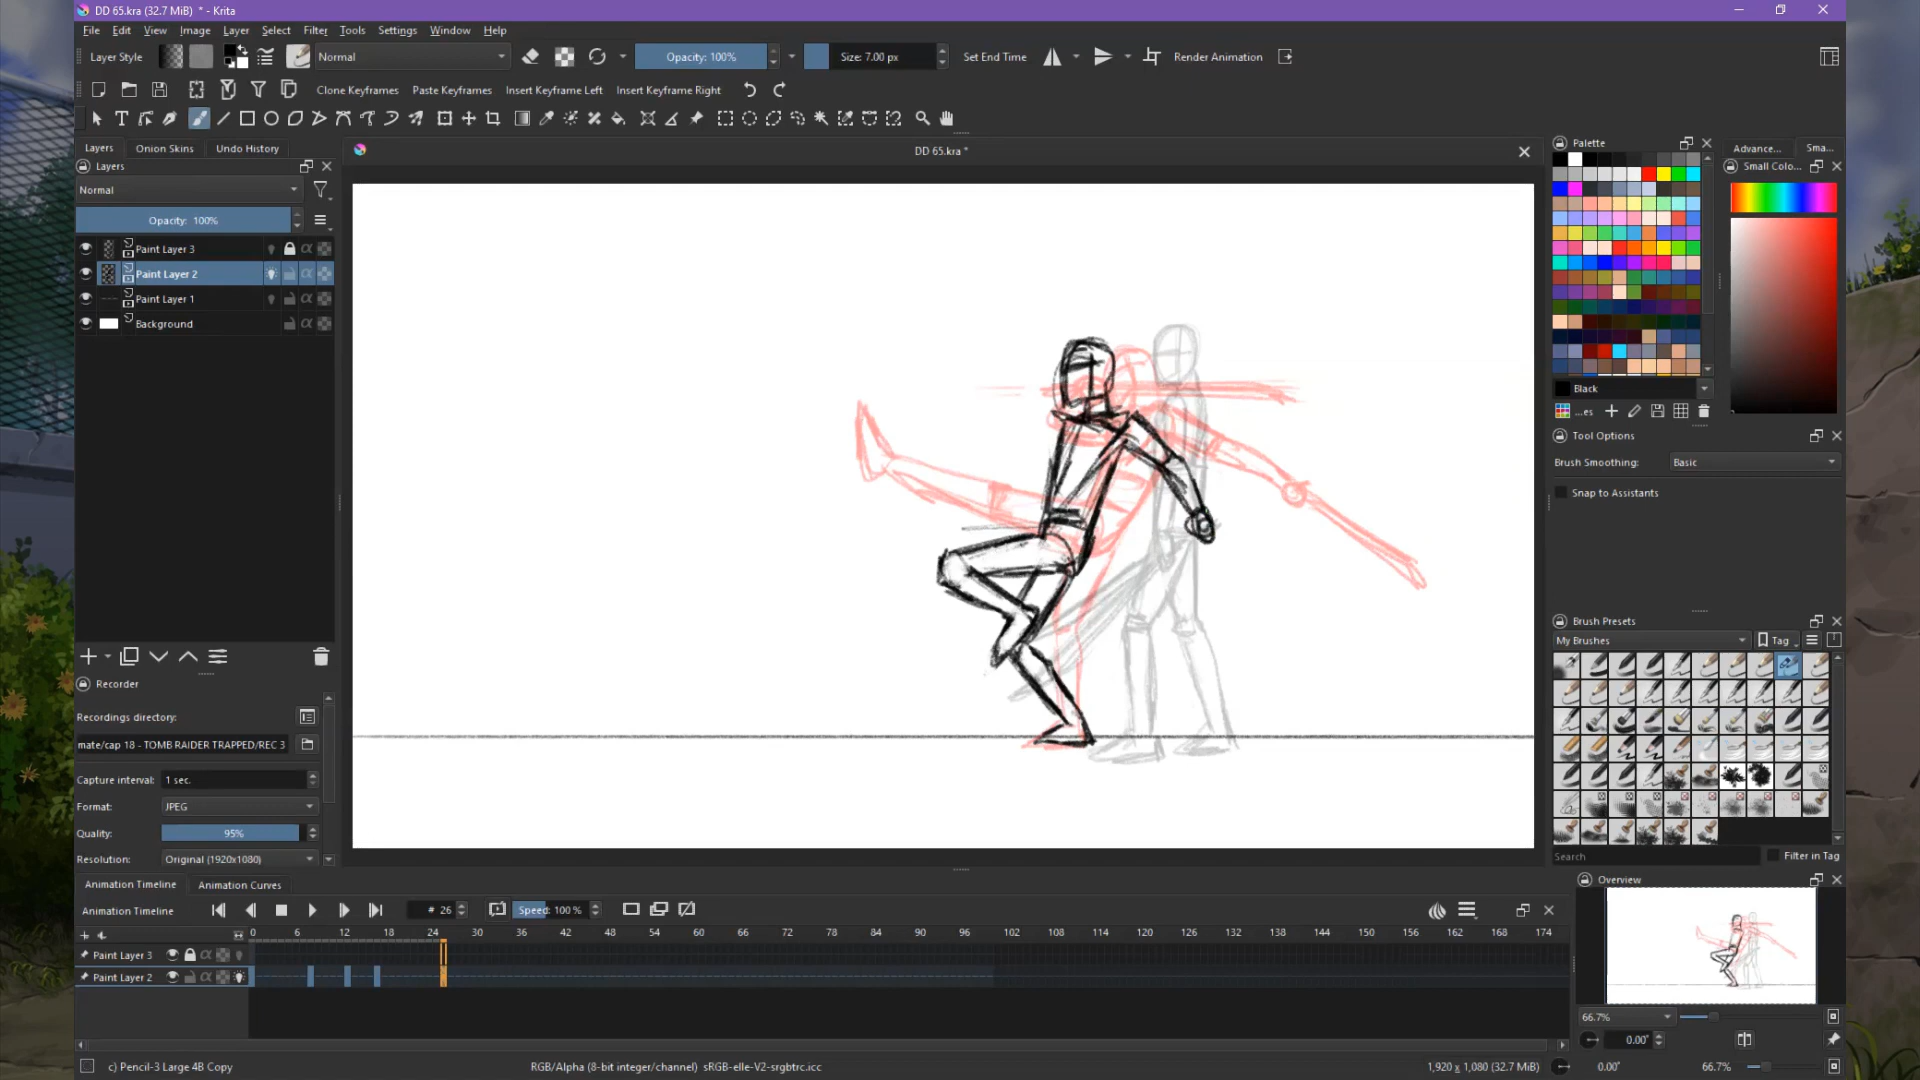 DD 65.kra (32.7 MiB) * - Krita
File Edit View Image Layer Select Filter Tools Settings Window Help
Layer Style Normal Opacity: 100% Size: 7.00 px Set End Time Render Animation
Clone Keyframes Paste Keyframes Insert Keyframe Left Insert Keyframe Right
Layers Onion Skins Undo History
DD 65.kra *
Layers
Normal
Opacity: 100%
Paint Layer 3
Paint Layer 2
Paint Layer 1
Background
Recorder
Recordings directory:
mate/cap 18 - TOMB RAIDER TRAPPED/REC 3
Capture interval: 1 sec.
Format: JPEG
Quality: 95%
Resolution: Original (1920x1080)
Palette
Advance... Sma...
Small Colo...
Black
...es
Tool Options
Brush Smoothing: Basic
Snap to Assistants
Brush Presets
My Brushes Tag
Search Filter in Tag
Animation Timeline Animation Curves
Animation Timeline # 26 Speed: 100 %
0 6 12 18 24 30 36 42 48 54 60 66 72 78 84 90 96 102 108 114 120 126 132 138 144 150 156 162 168 174
Paint Layer 3
Paint Layer 2
Overview
66.7%
0.00°
c) Pencil-3 Large 4B Copy RGB/Alpha (8-bit integer/channel) sRGB-elle-V2-srgbtrc.icc 1,920 x 1,080 (32.7 MiB) 0.00° 66.7%